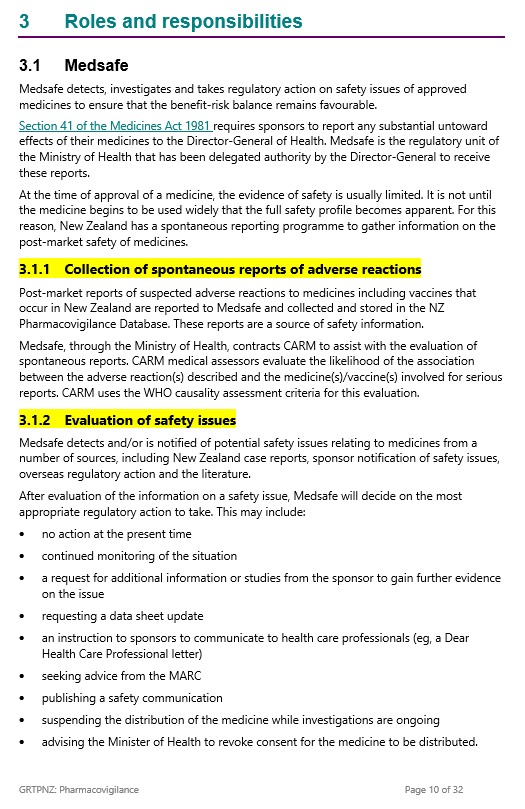 3 Roles and responsibilities
3.1 Medsafe
Medsafe detects, investigates and takes regulatory action on safety issues of approved
medicines to ensure that the benefit-risk balance remains favourable.
Section 41 of the Medicines Act 1981 requires sponsors to report any substantial untoward
effects of their medicines to the Director-General of Health. Medsafe is the regulatory unit of
the Ministry of Health that has been delegated authority by the Director-General to receive
these reports.
At the time of approval of a medicine, the evidence of safety is usually limited. It is not until
the medicine begins to be used widely that the full safety profile becomes apparent. For this
reason, New Zealand has a spontaneous reporting programme to gather information on the
post-market safety of medicines.
3.1.1 Collection of spontaneous reports of adverse reactions
Post-market reports of suspected adverse reactions to medicines including vaccines that
occur in New Zealand are reported to Medsafe and collected and stored in the NZ
Pharmacovigilance Database. These reports are a source of safety information.
Medsafe, through the Ministry of Health, contracts CARM to assist with the evaluation of
spontaneous reports. CARM medical assessors evaluate the likelihood of the association
between the adverse reaction(s) described and the medicine(s)/vaccine(s) involved for serious
reports. CARM uses the WHO causality assessment criteria for this evaluation.
3.1.2 Evaluation of safety issues
Medsafe detects and/or is notified of potential safety issues relating to medicines from a
number of sources, including New Zealand case reports, sponsor notification of safety issues,
overseas regulatory action and the literature.
After evaluation of the information on a safety issue, Medsafe will decide on the most
appropriate regulatory action to take. This may include:
• no action at the present time
• continued monitoring of the situation
• a request for additional information or studies from the sponsor to gain further evidence
on the issue
• requesting a data sheet update
• an instruction to sponsors to communicate to health care professionals (eg, a Dear
Health Care Professional letter)
• seeking advice from the MARC
• publishing a safety communication
• suspending the distribution of the medicine while investigations are ongoing
• advising the Minister of Health to revoke consent for the medicine to be distributed.
GRTPNZ: Pharmacovigilance Page 10 of 32